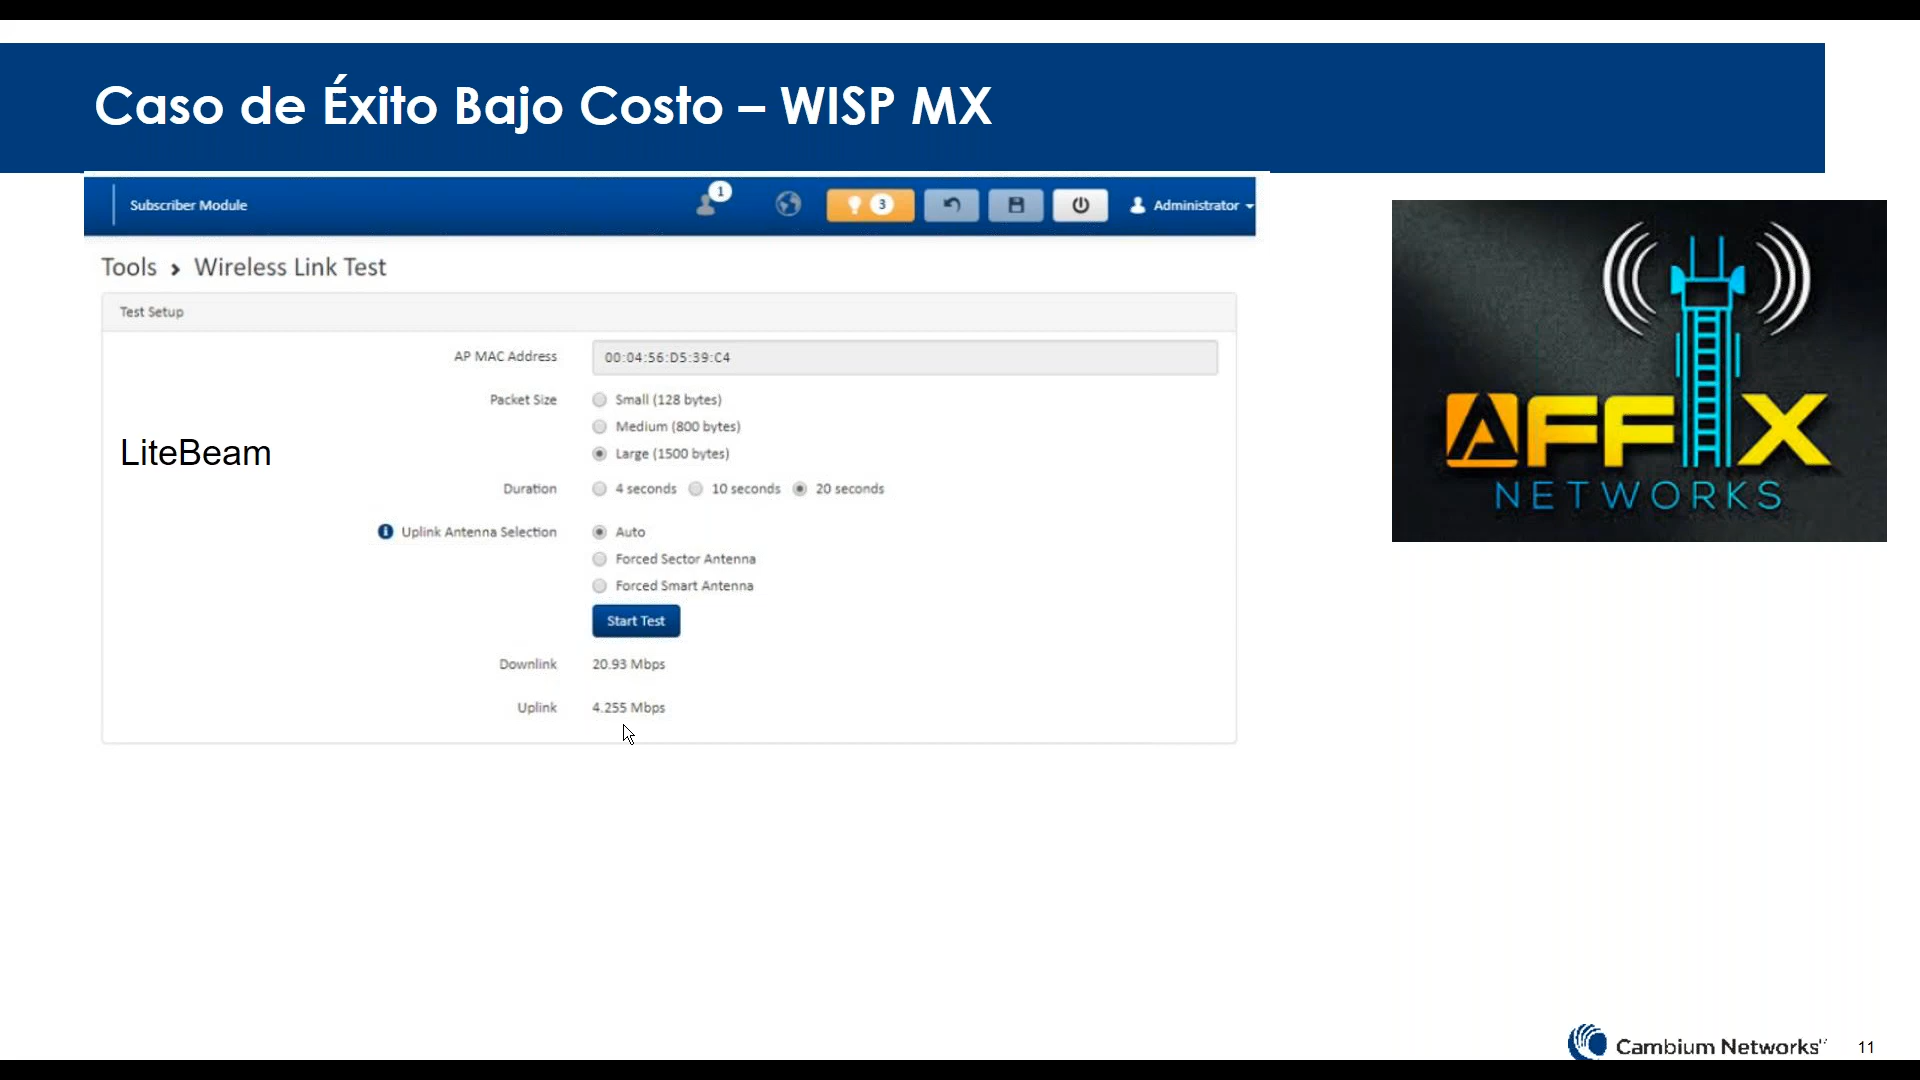 Caso de Éxito Bajo Costo – WISP MX
Subscriber Module
1
3
Administrator
Tools > Wireless Link Test
Test Setup
AP MAC Address 00:04:56:D5:39:C4
Packet Size Small (128 bytes)
Medium (800 bytes)
LiteBeam
Large (1500 bytes)
Duration 4 seconds 10 seconds 20 seconds
Uplink Antenna Selection Auto
Forced Sector Antenna
Forced Smart Antenna
Start Test
Downlink 20.93 Mbps
Uplink 4.255 Mbps
AFFIX
NETWORKS
Cambium Networks
11